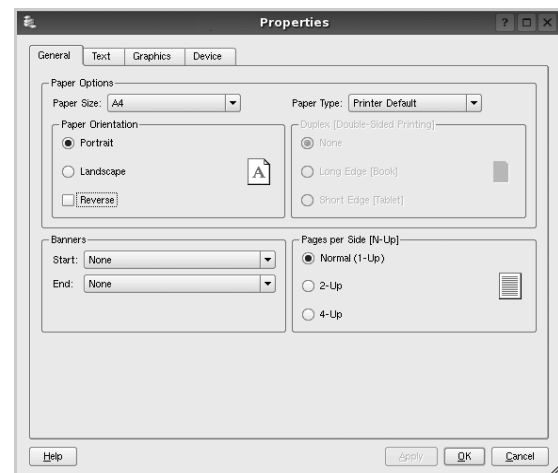 Properties
General Text Graphics Device
Paper Options
Paper Size: A4 Paper Type: Printer Default
Paper Orientation Duplex [Double-Sided Printing]
Portrait None
Landscape A Long Edge [Book]
Reverse Short Edge [Tablet]
Banners Pages per Side [N-Up]
Start: None Normal (1-Up)
End: None 2-Up
4-Up
Help Apply OK Cancel